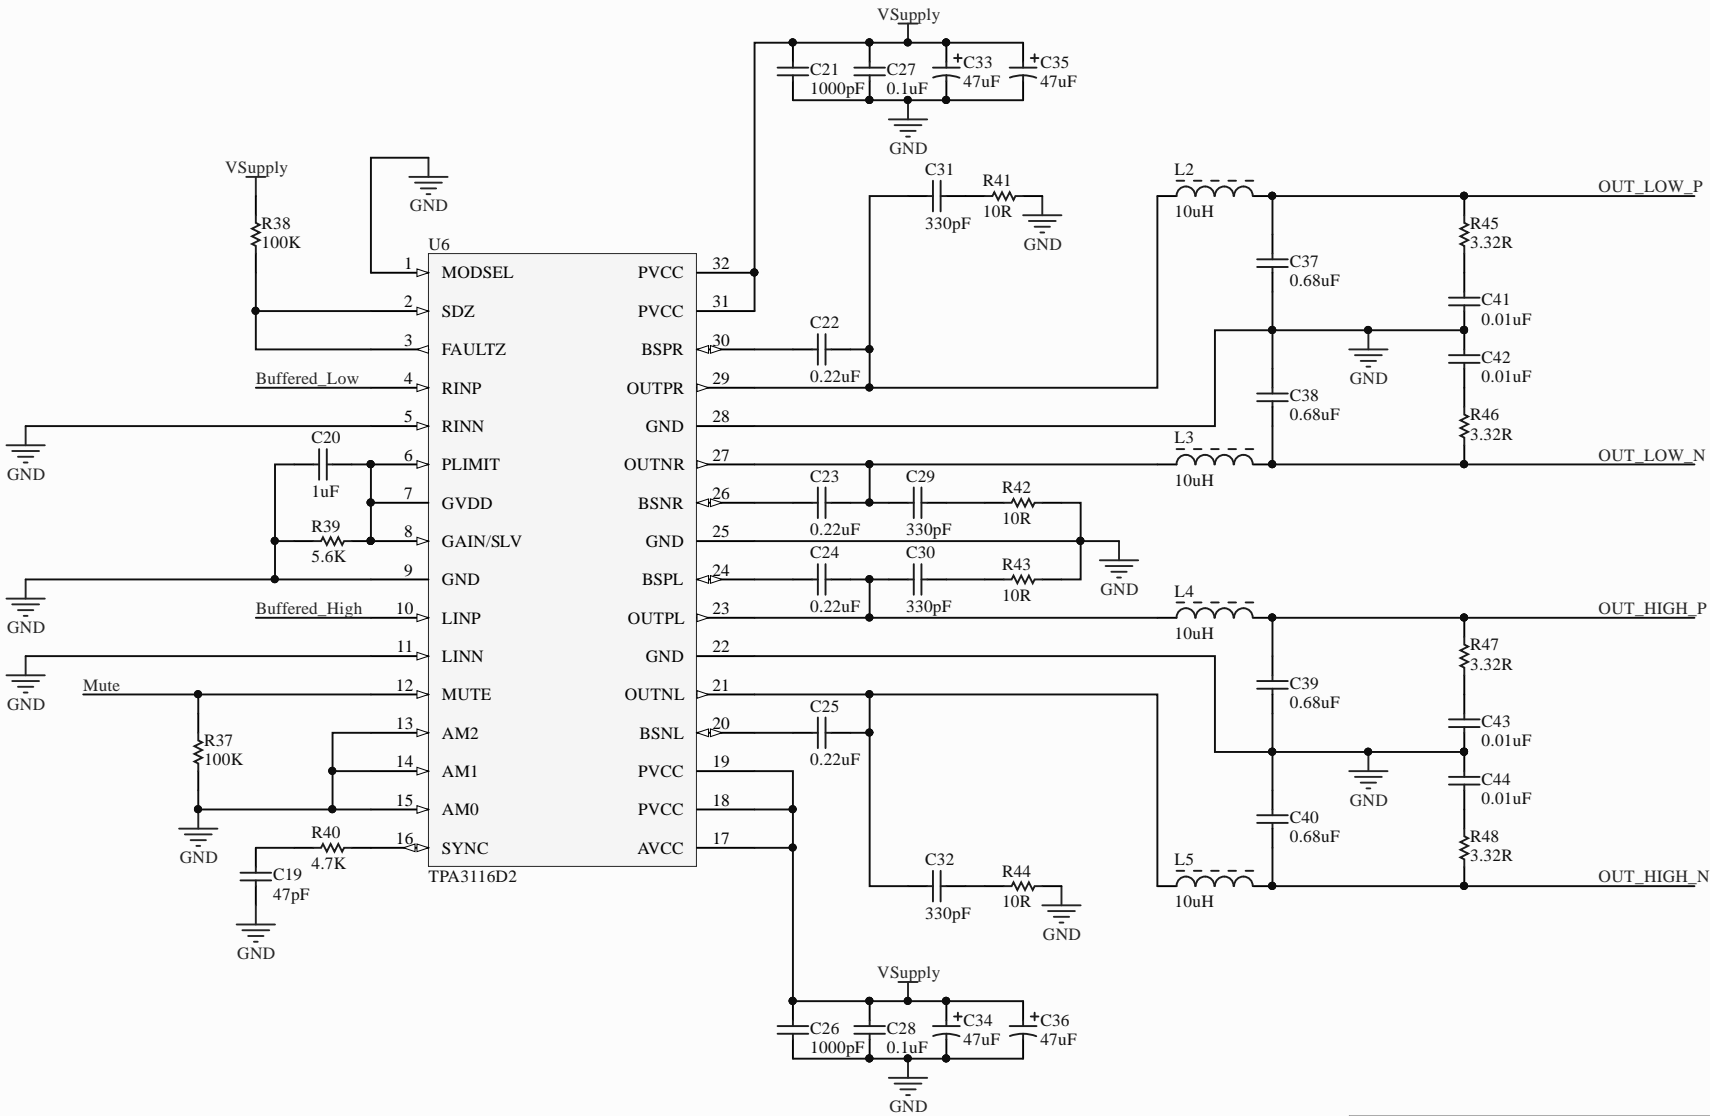 VSupply
C21
1000pF
C27
0.1uF
+
C33
47uF
+
C35
47uF
GND
VSupply
R38
100K
GND
C31
330pF
R41
10R
GND
L2
10uH
OUT_LOW_P
C37
0.68uF
R45
3.32R
C41
0.01uF
GND
C42
0.01uF
C38
0.68uF
R46
3.32R
L3
10uH
OUT_LOW_N
U6
1 MODSEL
2 SDZ
3 FAULTZ
Buffered_Low 4 RINP
5 RINN
GND
6 PLIMIT
7 GVDD
8 GAIN/SLV
9 GND
GND
Buffered_High 10 LINP
11 LINN
GND
Mute 12 MUTE
13 AM2
14 AM1
15 AM0
16 SYNC
C20
1uF
R39
5.6K
R37
100K
GND
R40
4.7K
C19
47pF
GND
PVCC 32
PVCC 31
BSPR 30
OUTPR 29
GND 28
OUTNR 27
BSNR 26
GND 25
BSPL 24
OUTPL 23
GND 22
OUTNL 21
BSNL 20
PVCC 19
PVCC 18
AVCC 17
TPA3116D2
C22
0.22uF
C23
0.22uF
C29
330pF
R42
10R
C24
0.22uF
C30
330pF
R43
10R
GND
C25
0.22uF
C32
330pF
R44
10R
GND
L4
10uH
OUT_HIGH_P
C39
0.68uF
R47
3.32R
C43
0.01uF
GND
C44
0.01uF
C40
0.68uF
R48
3.32R
L5
10uH
OUT_HIGH_N
VSupply
C26
1000pF
C28
0.1uF
+
C34
47uF
+
C36
47uF
GND